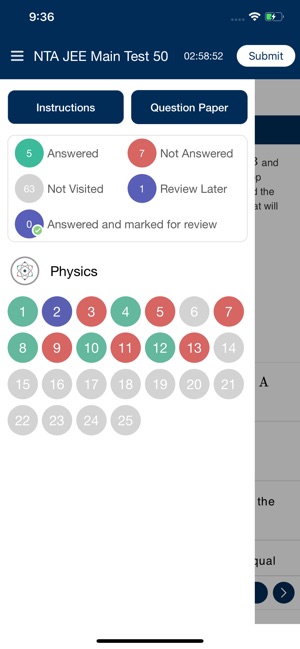 9:36
NTA JEE Main Test 50 02:58:52 Submit
Instructions Question Paper
5 Answered 7 Not Answered
63 Not Visited 1 Review Later
0 Answered and marked for review
Physics
1 2 3 4 5 6 7
8 9 10 11 12 13 14
15 16 17 18 19 20 21
22 23 24 25
and
the
at will
A
the
qual